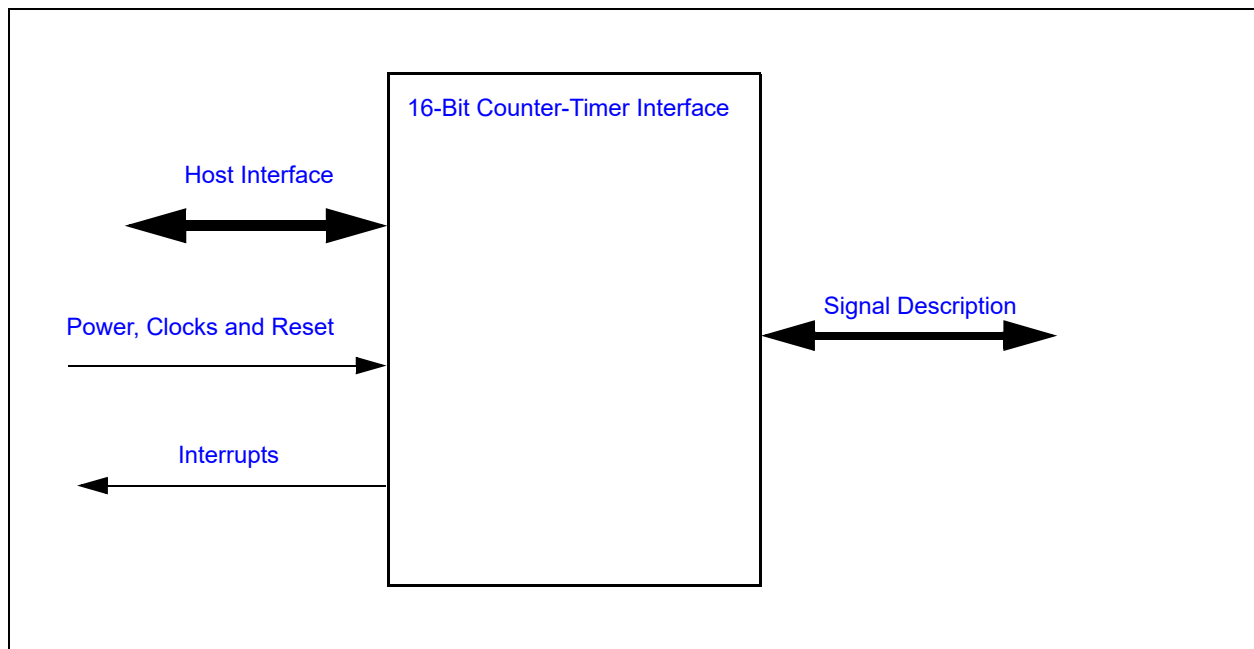 16-Bit Counter-Timer Interface
Host Interface
Signal Description
Power, Clocks and Reset
Interrupts